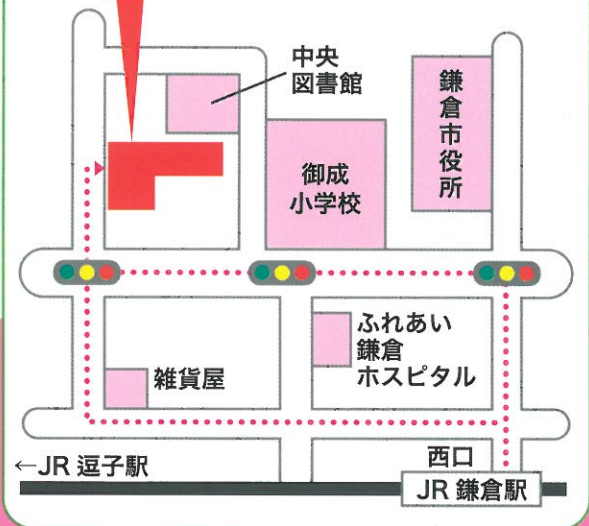 中央
図書館
鎌倉市役所
御成
小学校
ふれあい
鎌倉
ホスピタル
雑貨屋
←JR 逗子駅
西口
JR 鎌倉駅